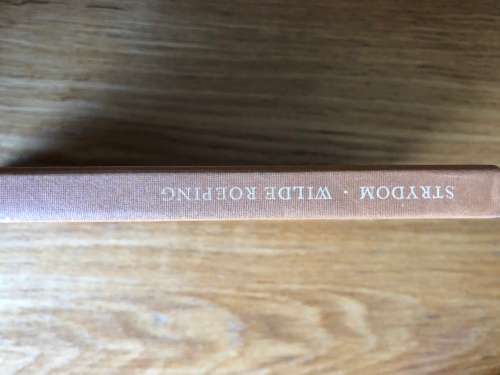 STRYDOM · WILDE ROEPING